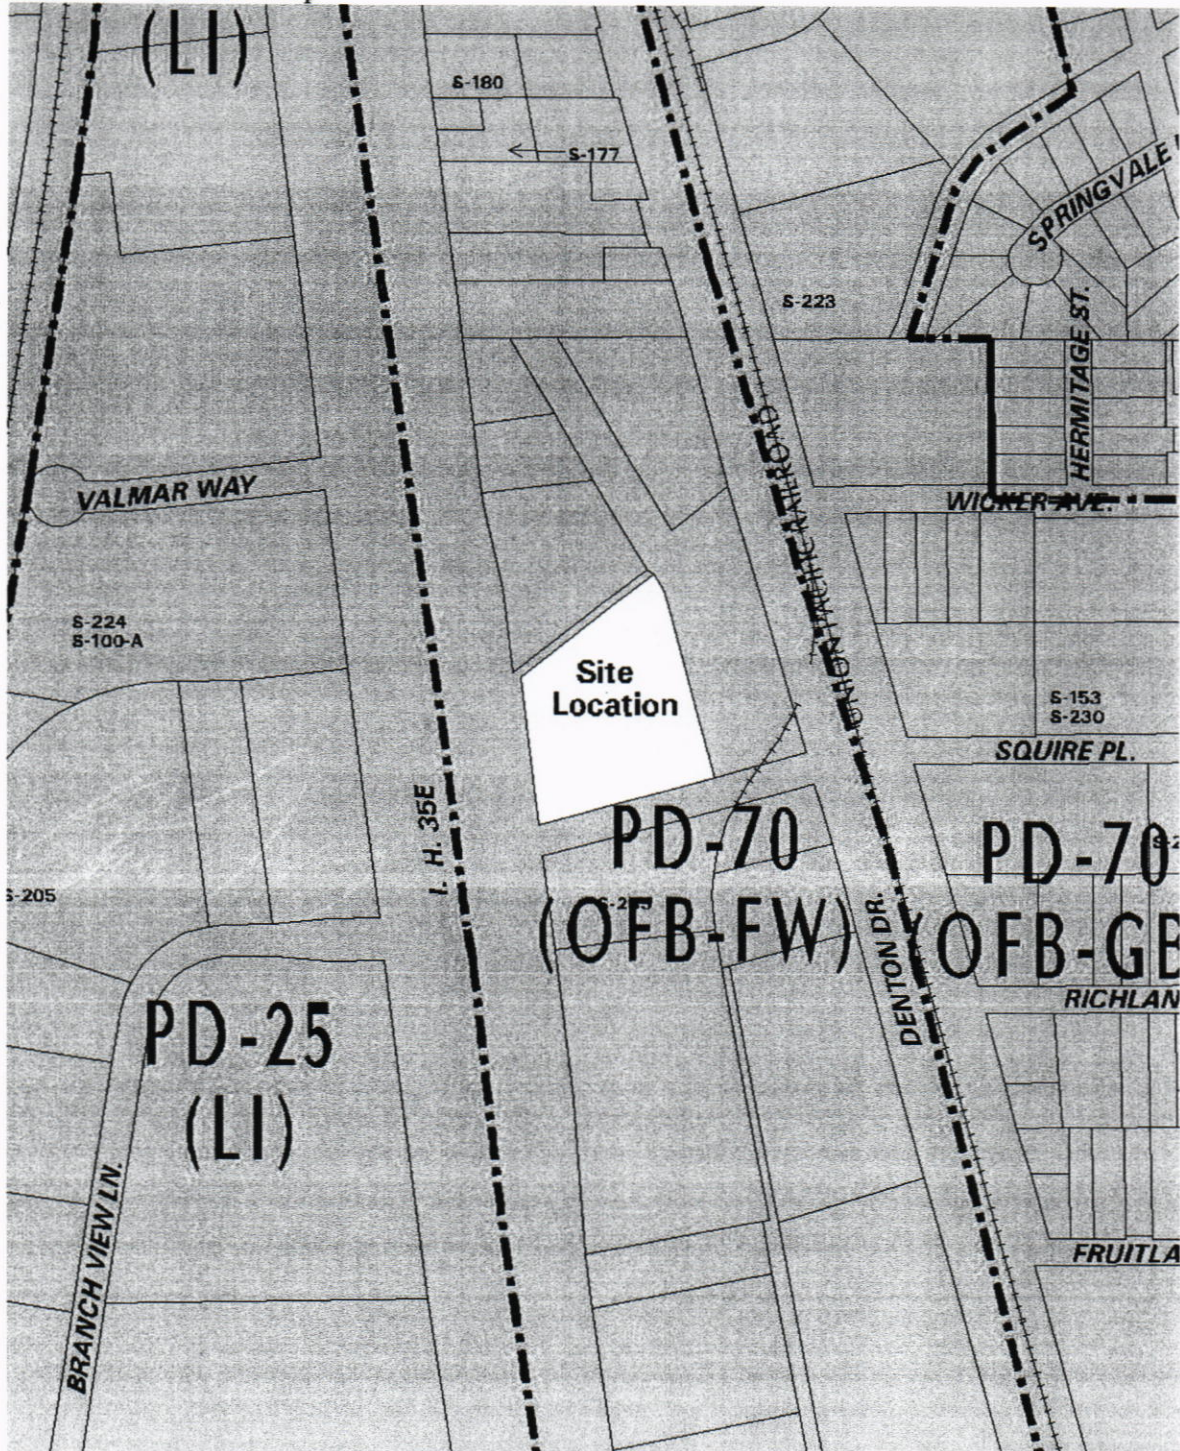 (LI)
S-180
S-177
SPRINGVALE
S-223
HERMITAGE ST.
UNION PACIFIC RAILROAD
VALMAR WAY
WICKER AVE.
S-224
S-100-A
Site
Location
S-153
S-230
SQUIRE PL.
I. H. 35E
PD-70
(OFB-FW)
PD-70
(OFB-GB
S-205
DENTON DR.
RICHLAN
PD-25
(LI)
BRANCH VIEW LN.
FRUITLA